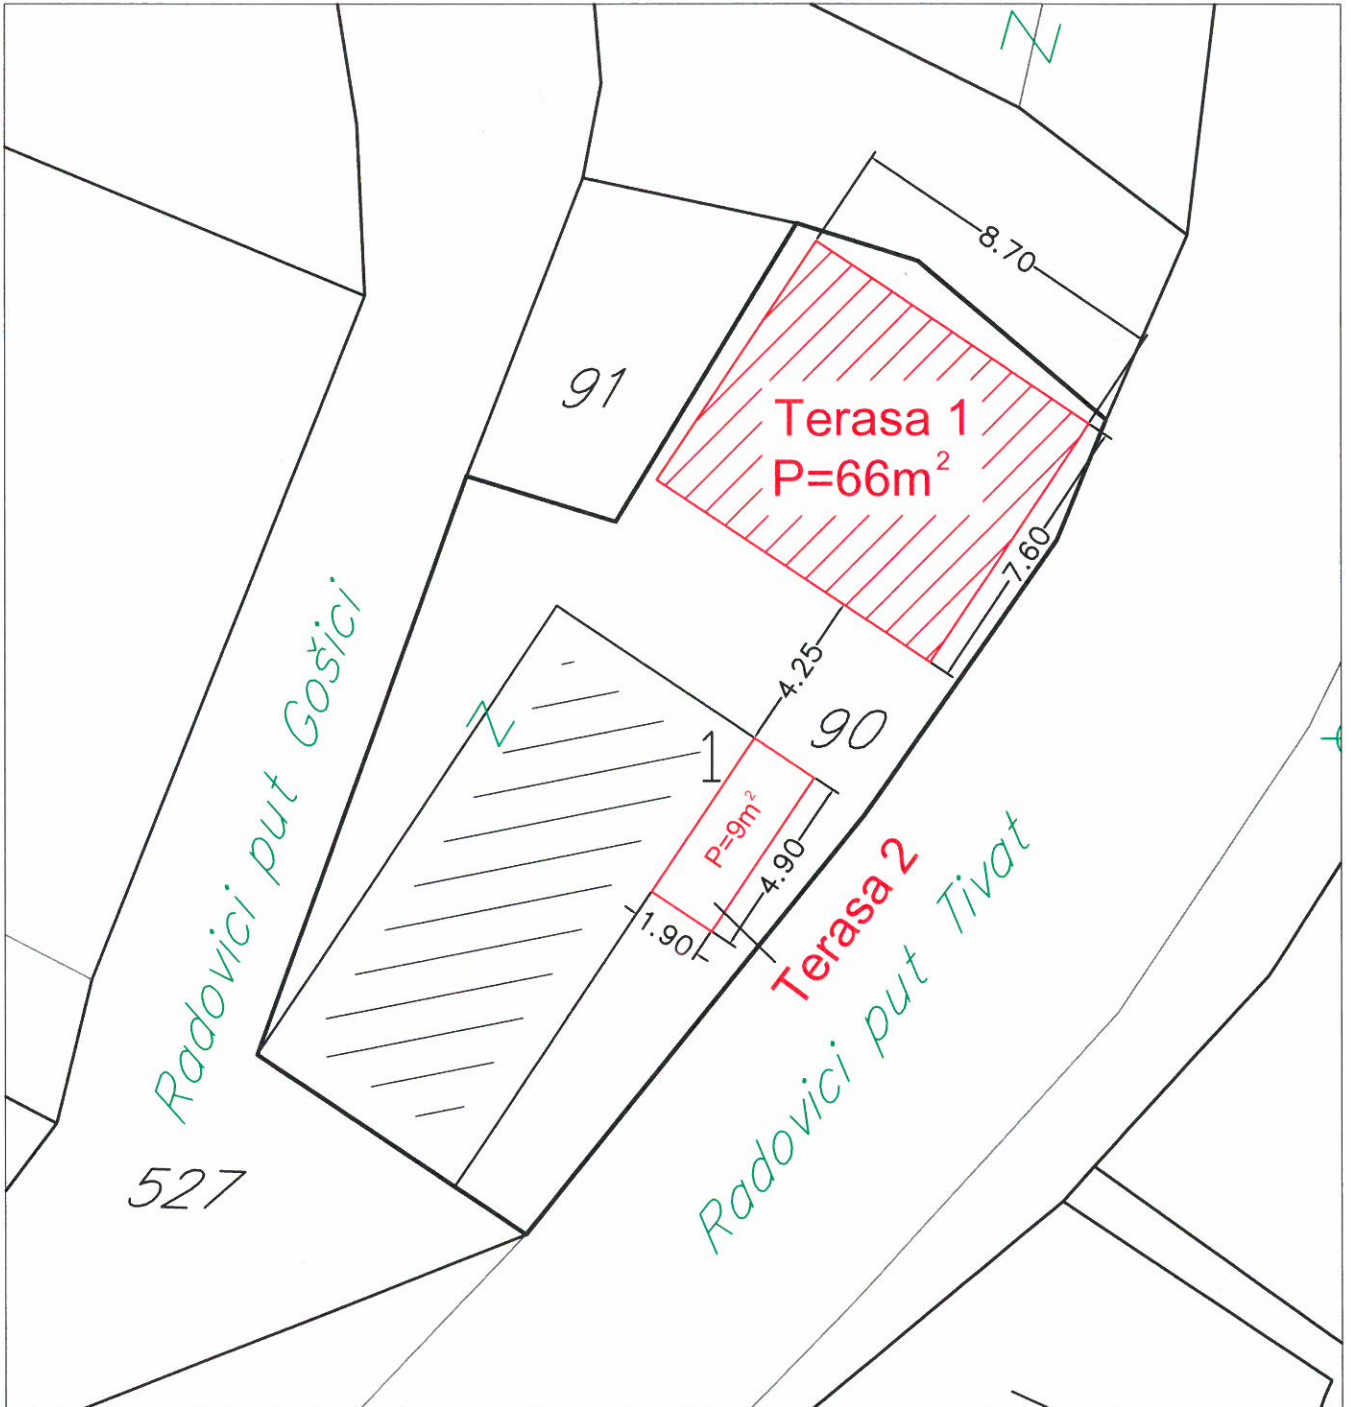 Z
8.70
91
Terasa 1
P=66m²
7.60
4.25
Z
90
1
P=9m²
4.90
1.90
Terasa 2
Radovici put Gošici
Radovici put Tivat
527